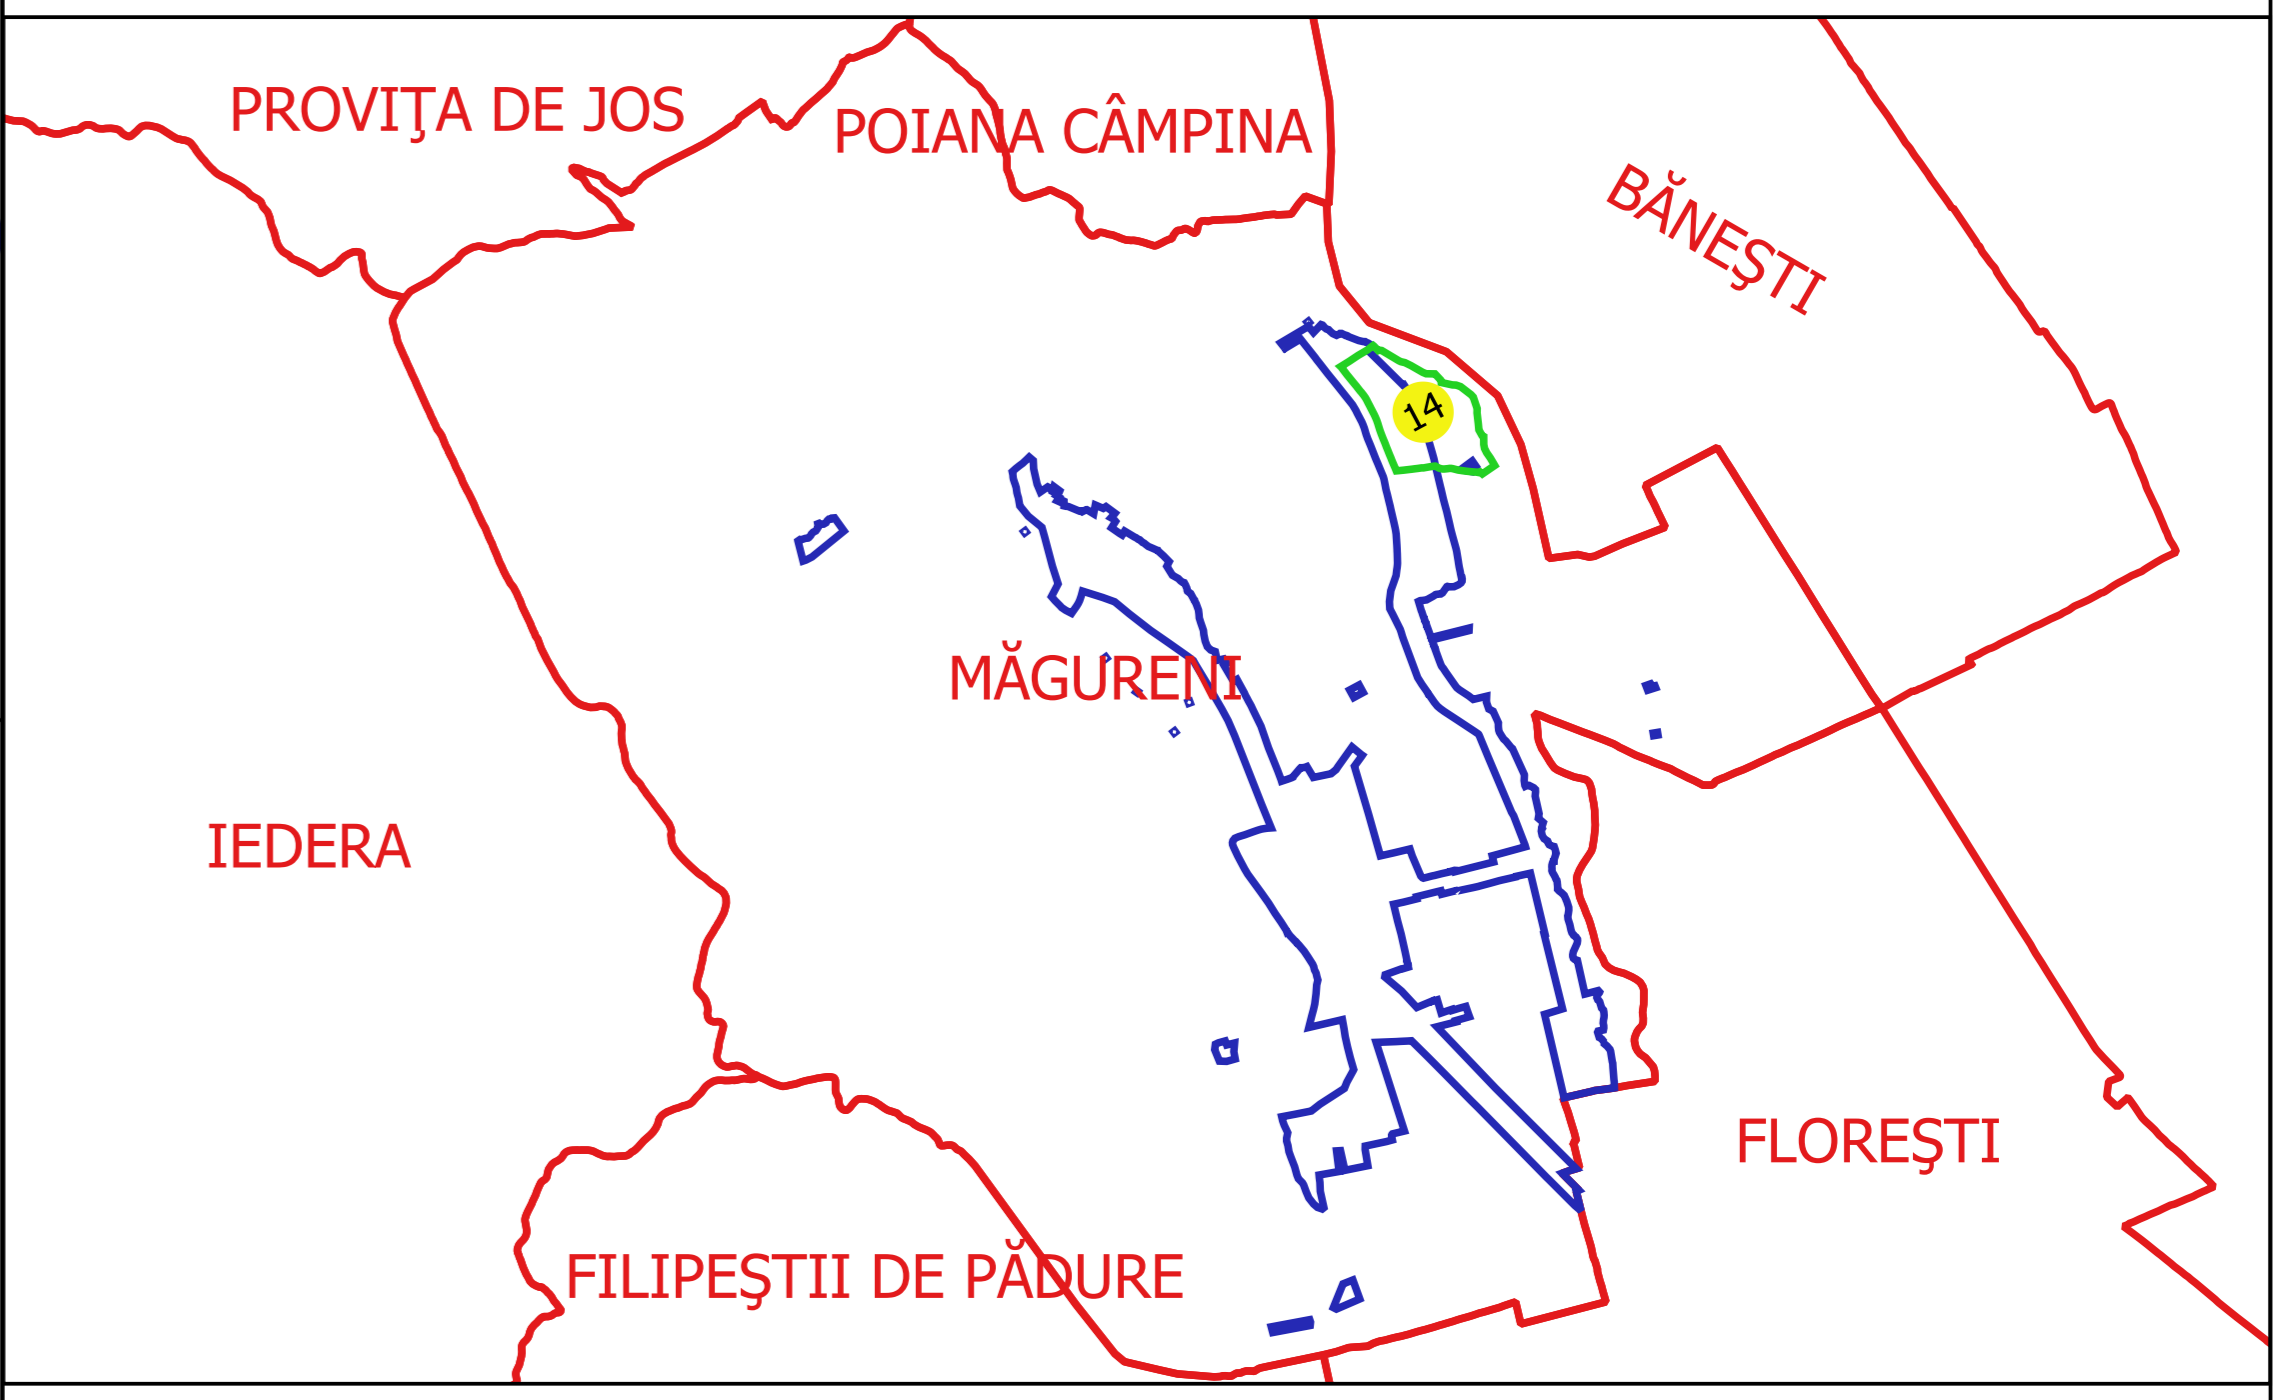 PROVIŢA DE JOS
POIANA CÂMPINA
BĂNEŞTI
14
MĂGURENI
IEDERA
FLOREŞTI
FILIPEŞTII DE PĂDURE